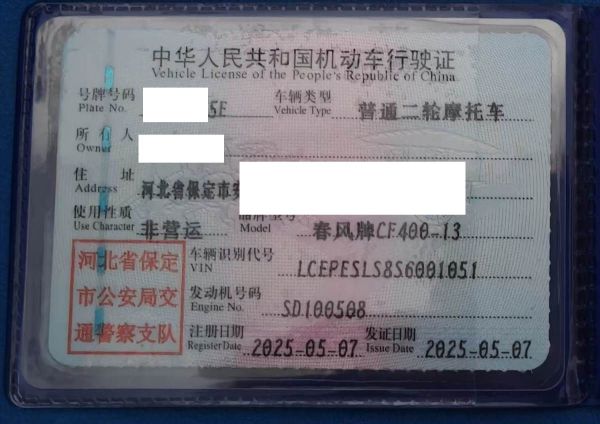 中华人民共和国机动车行驶证
Vehicle License of the People's Republic of China
号牌号码 5E 车辆类型 普通二轮摩托车
Plate No. Vehicle Type
所有人
Owner
住址 河北省保定市安
Address
使用性质 非营运 品牌型号 春风牌CF400-13
Use Character Model
河北省保定市公安局交通警察支队
车辆识别代号 LCEPESLS8S6001051
VIN
发动机号码 SD100508
Engine No.
注册日期 2025-05-07 发证日期 2025-05-07
Register Date Issue Date